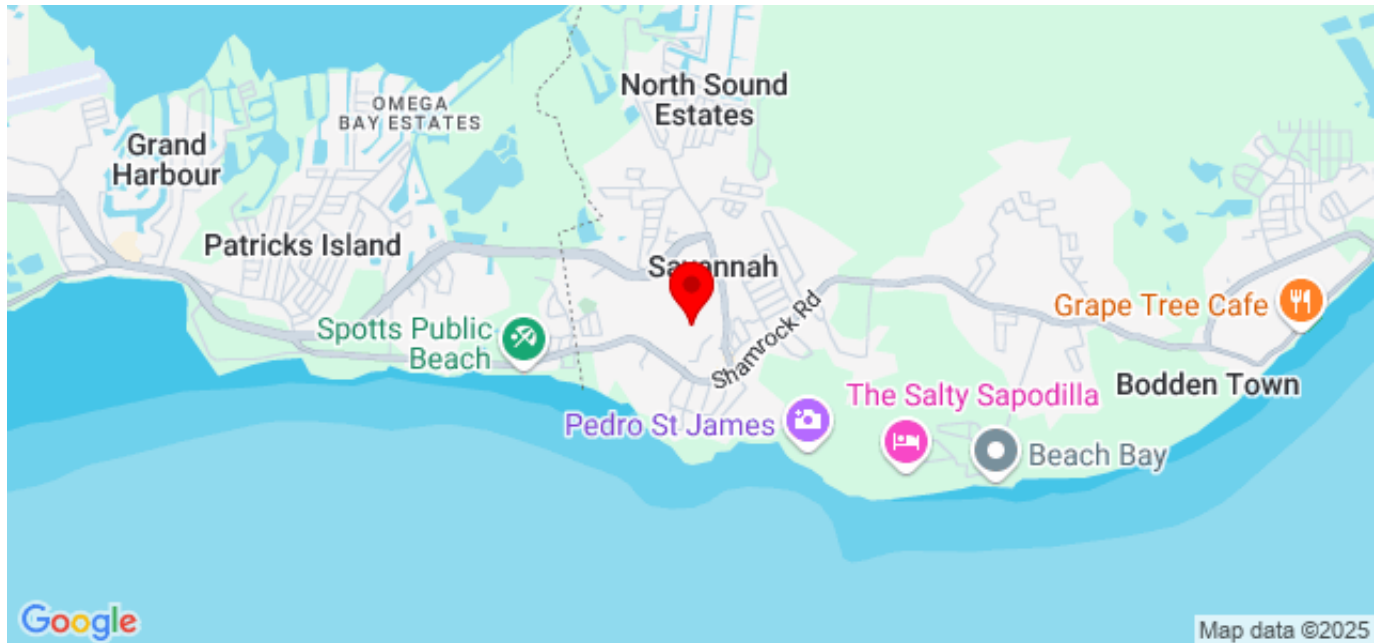 North Sound
Estates
OMEGA
BAY ESTATES
Grand
Harbour
Patricks Island
Savannah
Shamrock Rd
Grape Tree Cafe
Spotts Public
Beach
Bodden Town
The Salty Sapodilla
Pedro St James
Beach Bay
Google
Map data ©2025